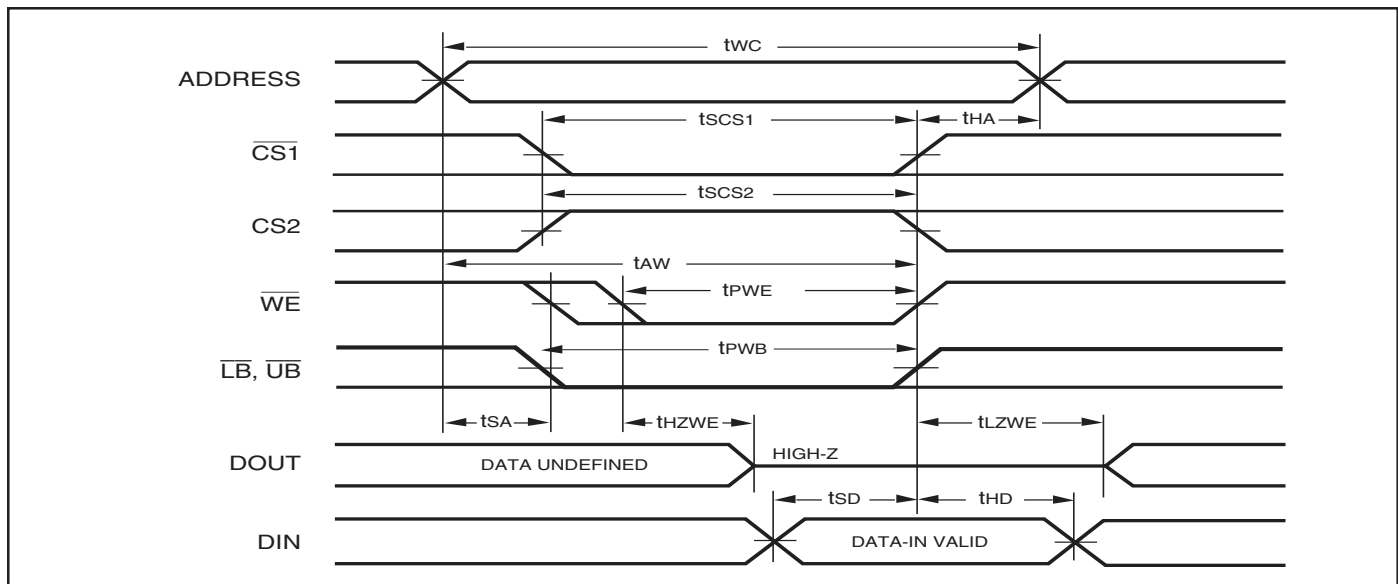 tWC
ADDRESS
tSCS1
tHA
CS1
tSCS2
CS2
tAW
WE
tPWE
tPWB
LB, UB
tSA
tHZWE
tLZWE
DOUT
DATA UNDEFINED
HIGH-Z
tSD
tHD
DIN
DATA-IN VALID